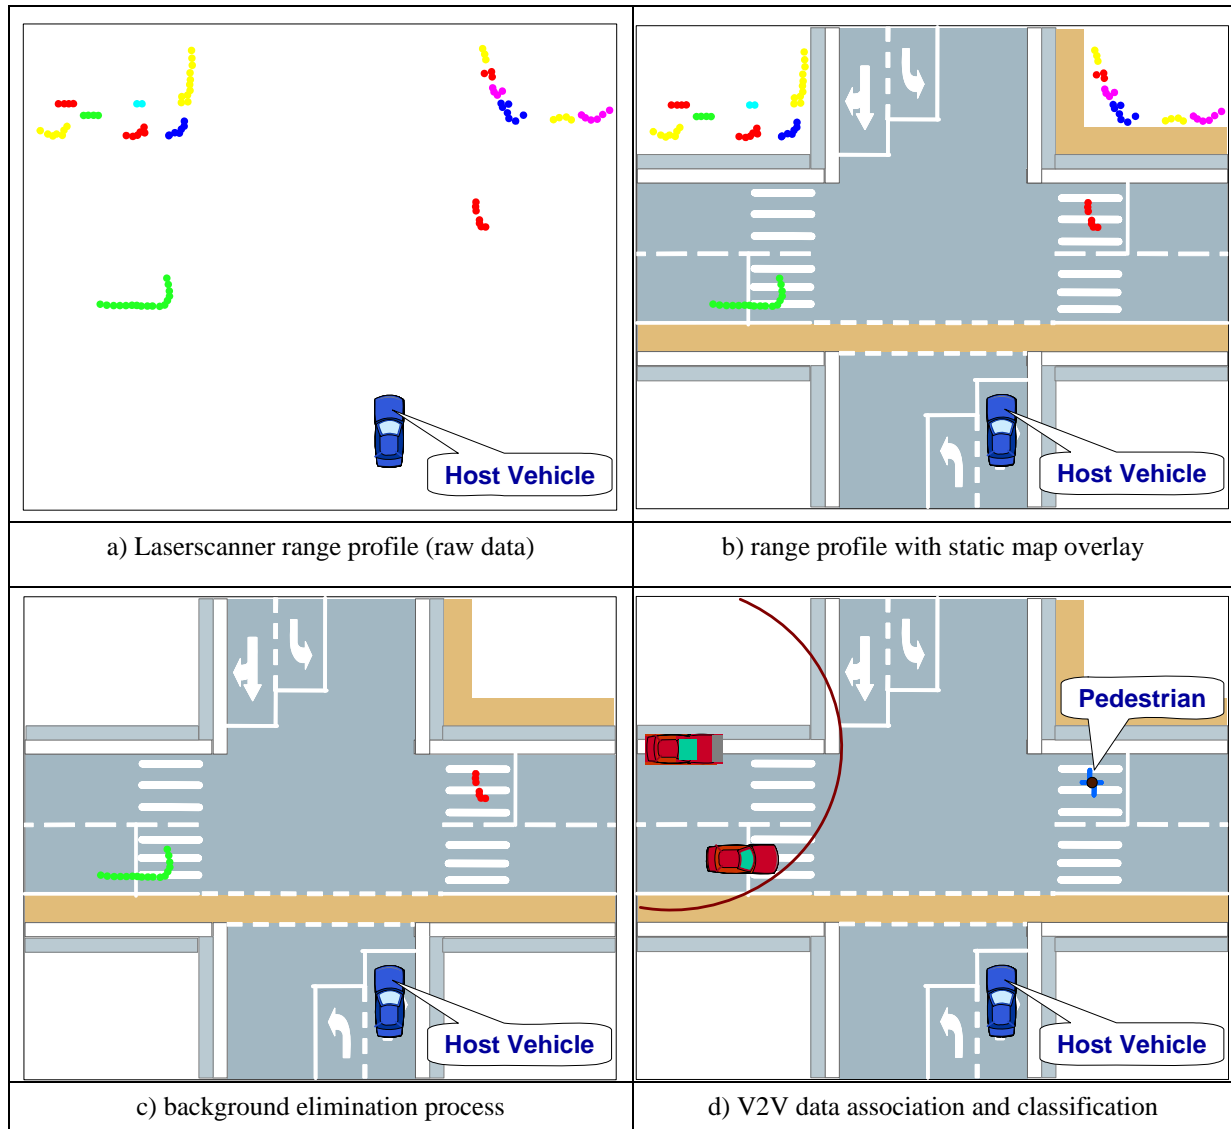 Host Vehicle
Host Vehicle
a) Laserscanner range profile (raw data)
b) range profile with static map overlay
Pedestrian
Host Vehicle
Host Vehicle
c) background elimination process
d) V2V data association and classification